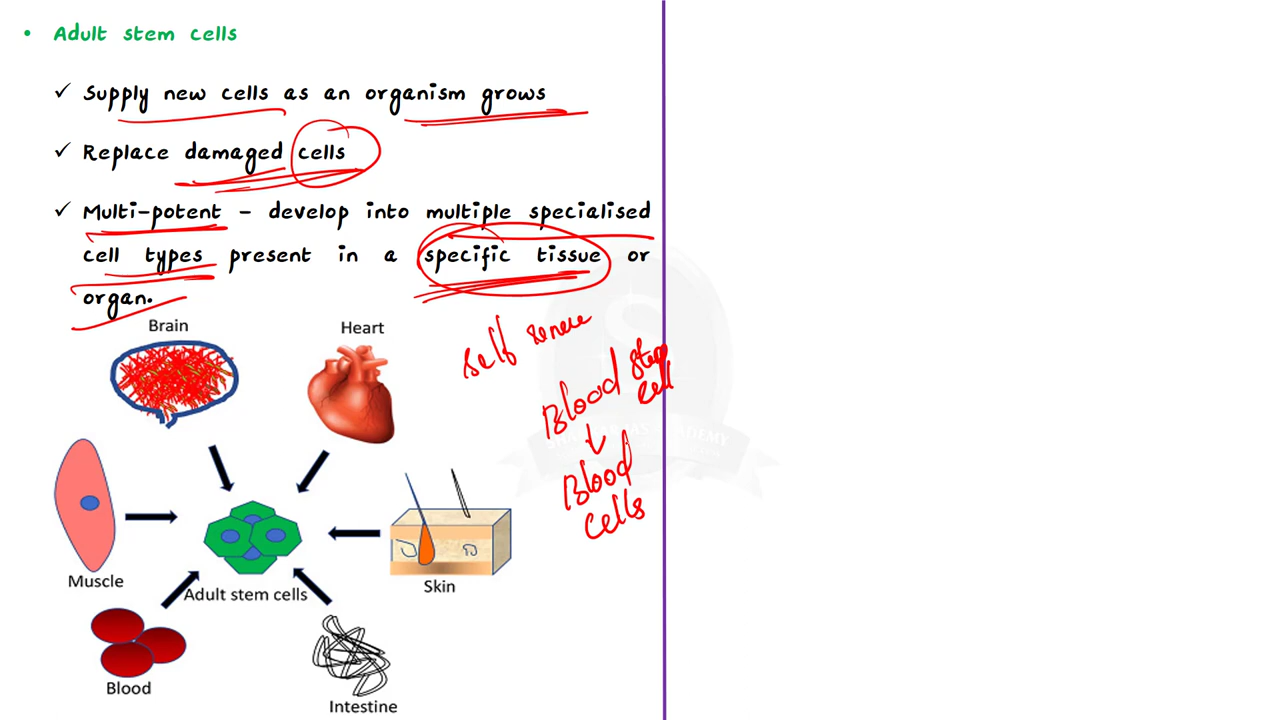 • Adult stem cells
✓ Supply new cells as an organism grows
✓ Replace damaged cells
✓ Multi-potent - develop into multiple specialised
cell types present in a specific tissue or
organ.
Brain
Heart
Self renew
Blood stem
cell
Blood
cells
Muscle
Adult stem cells
Skin
Blood
Intestine